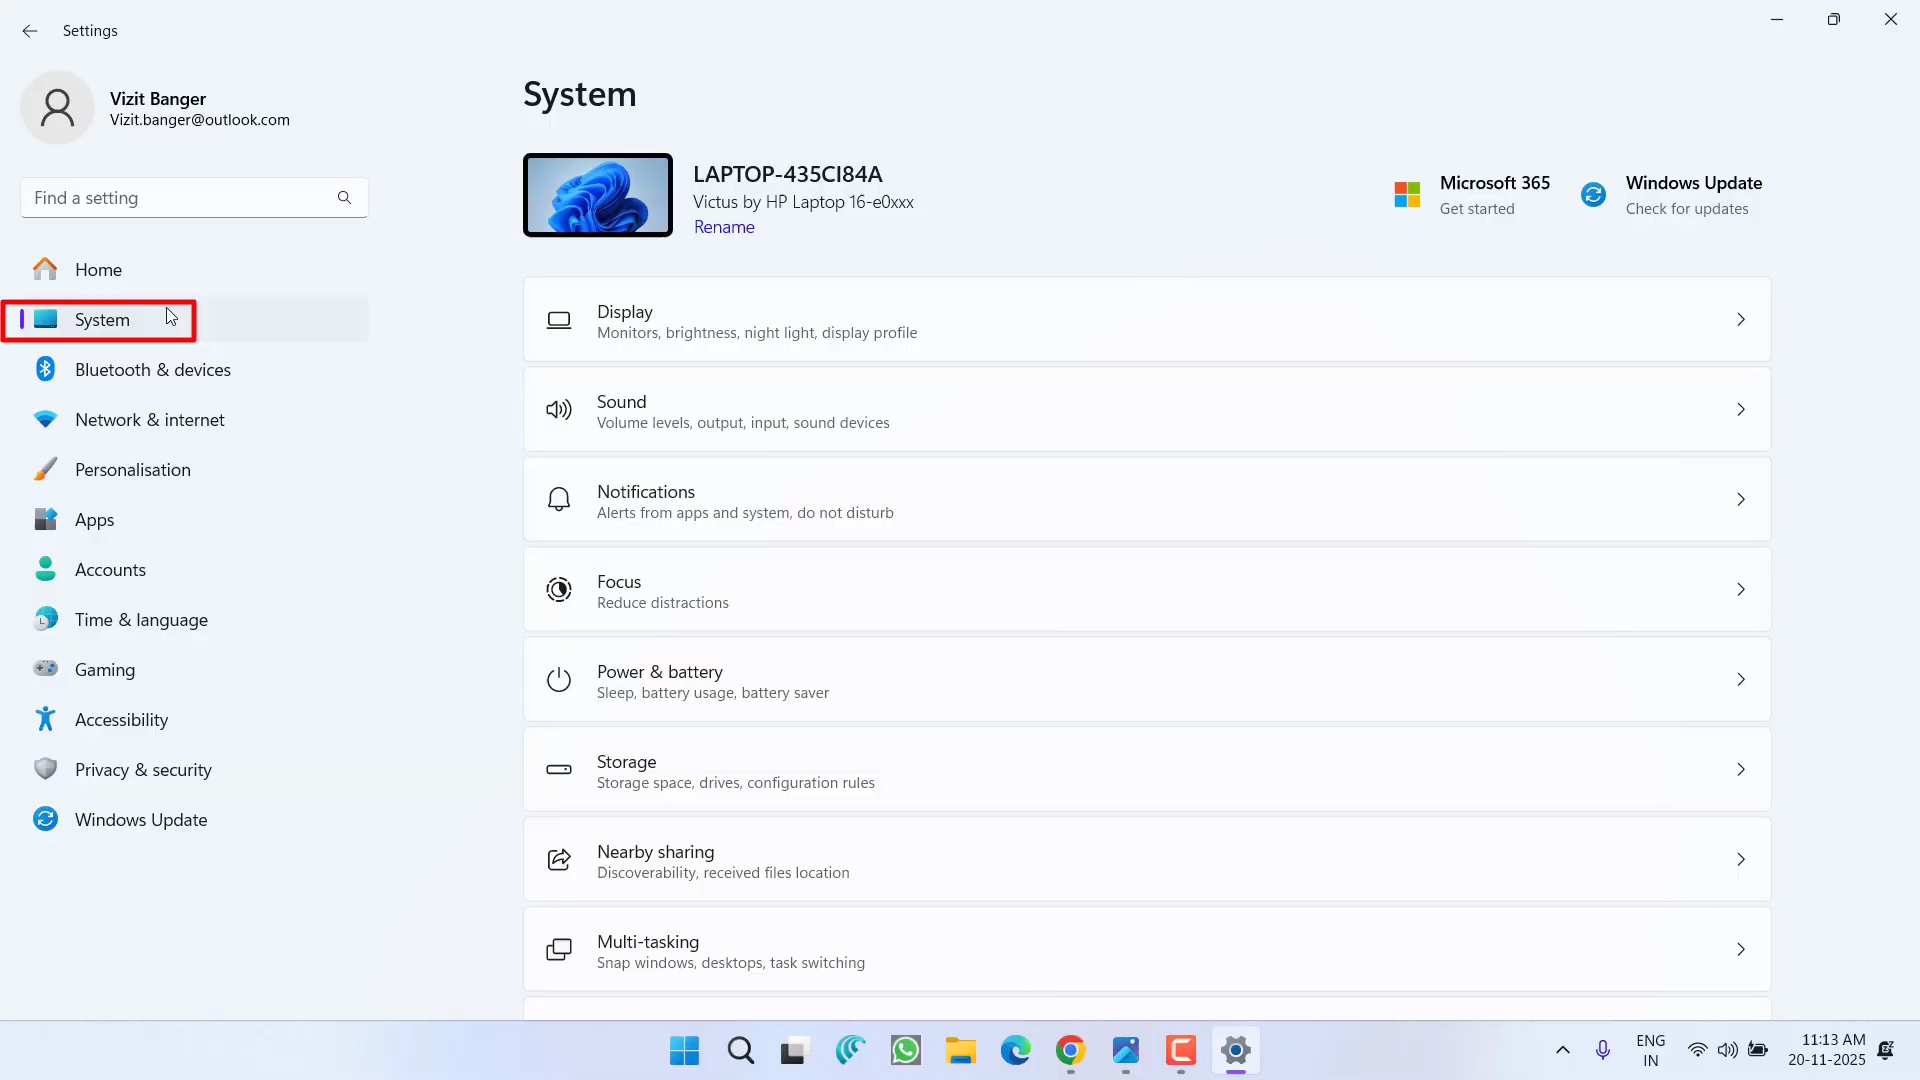 Settings
Vizit Banger
Vizit.banger@outlook.com
Find a setting
Home
System
Bluetooth & devices
Network & internet
Personalisation
Apps
Accounts
Time & language
Gaming
Accessibility
Privacy & security
Windows Update
System
LAPTOP-435CI84A
Victus by HP Laptop 16-e0xxx
Rename
Microsoft 365
Get started
Windows Update
Check for updates
Display
Monitors, brightness, night light, display profile
Sound
Volume levels, output, input, sound devices
Notifications
Alerts from apps and system, do not disturb
Focus
Reduce distractions
Power & battery
Sleep, battery usage, battery saver
Storage
Storage space, drives, configuration rules
Nearby sharing
Discoverability, received files location
Multi-tasking
Snap windows, desktops, task switching
ENG
IN
11:13 AM
20-11-2025